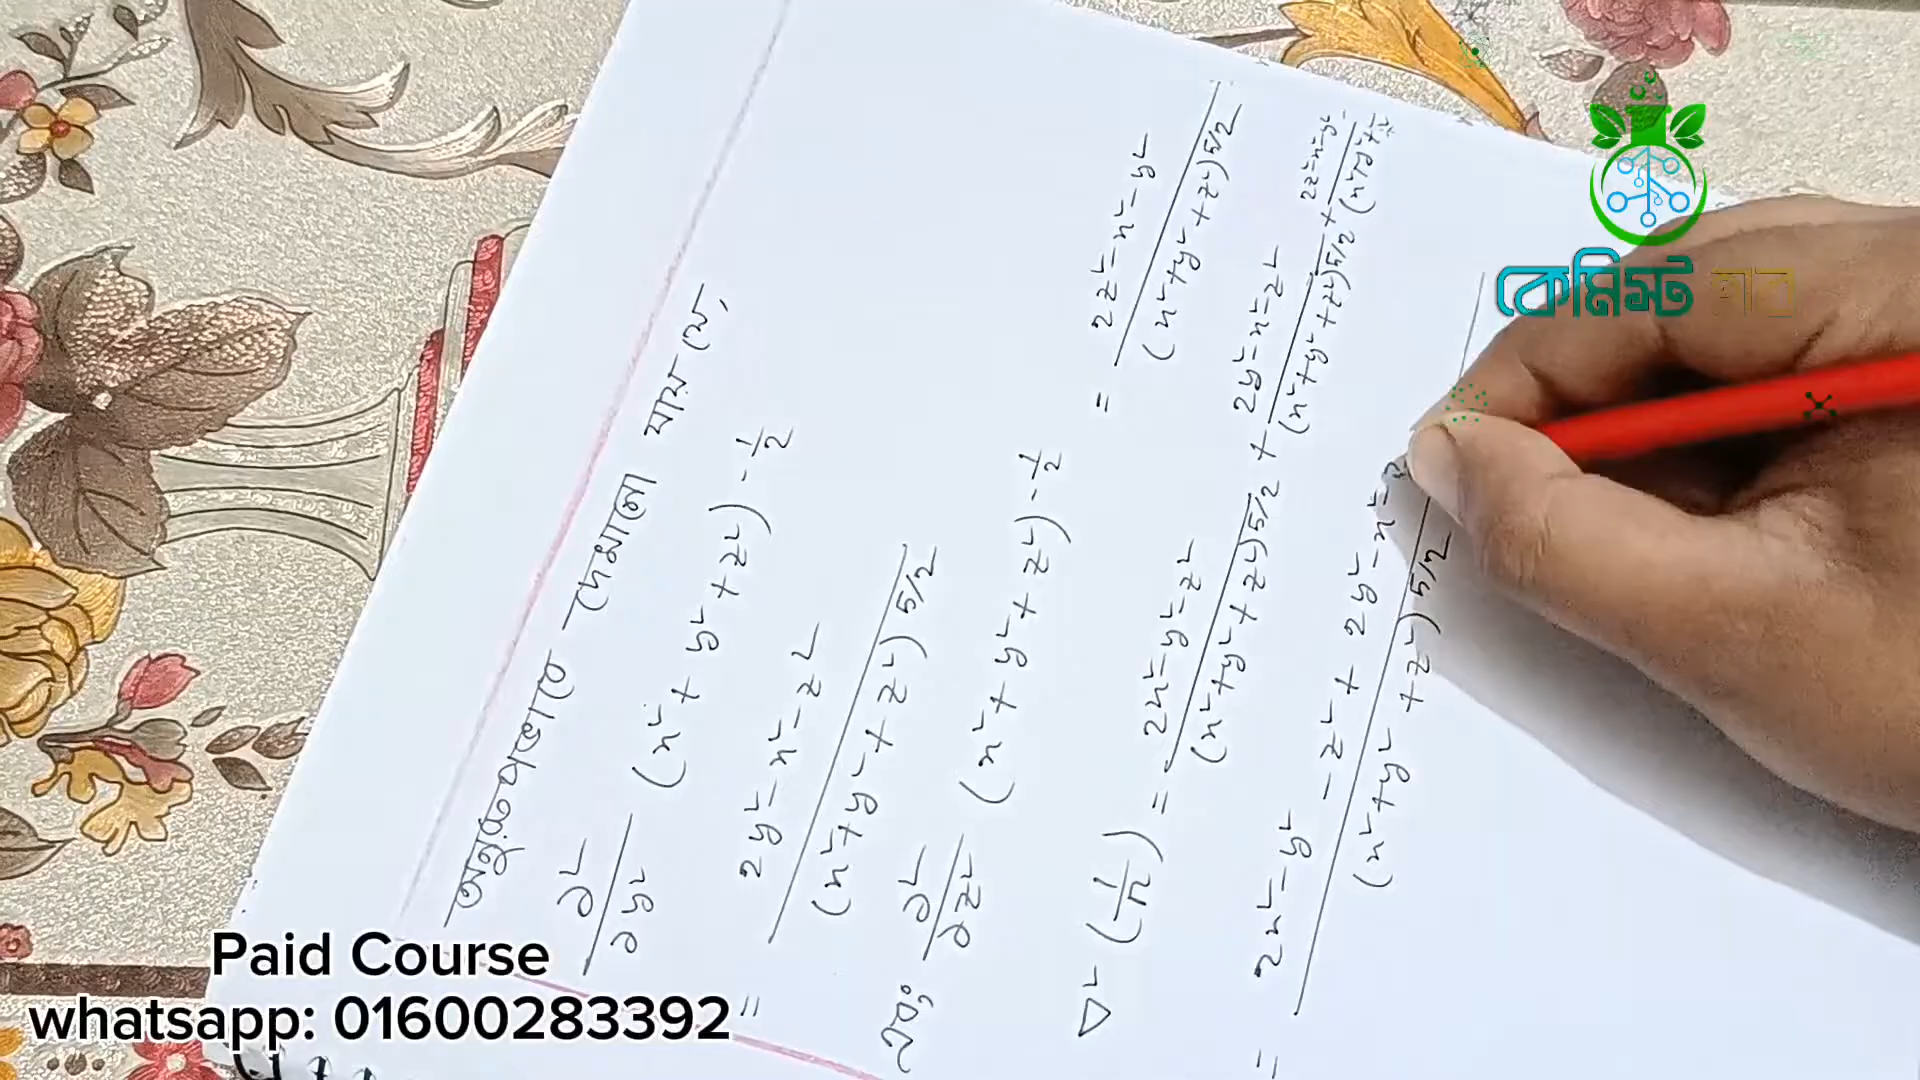 অনুরূপভাবে দেখানো যায় যে,
∂²/∂y² (x²+y²+z²)-1/2
= 2y²-x²-z² / (x²+y²+z²)5/2
এবং ∂²/∂z² (x²+y²+z²)-1/2 = 2z²-x²-y² / (x²+y²+z²)5/2
∇² (1/r) = 2x²-y²-z² / (x²+y²+z²)5/2 + 2y²-x²-z² / (x²+y²+z²)5/2 + 2z²-x²-y² / (x²+y²+z²
= 2x²-y²-z²+2y²-x²- / (x²+y²+z²)5/2
কেমিস্ট ল্যাব
Paid Course
whatsapp: 01600283392